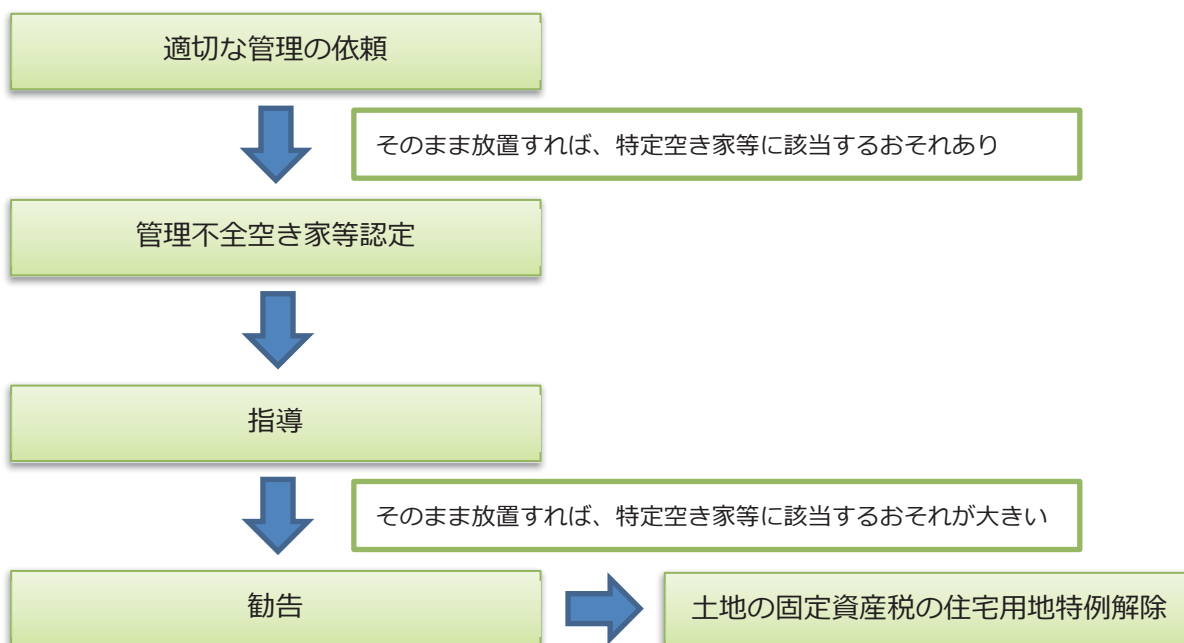 適切な管理の依頼
そのまま放置すれば、特定空き家等に該当するおそれあり
管理不全空き家等認定
指導
そのまま放置すれば、特定空き家等に該当するおそれが大きい
勧告
土地の固定資産税の住宅用地特例解除